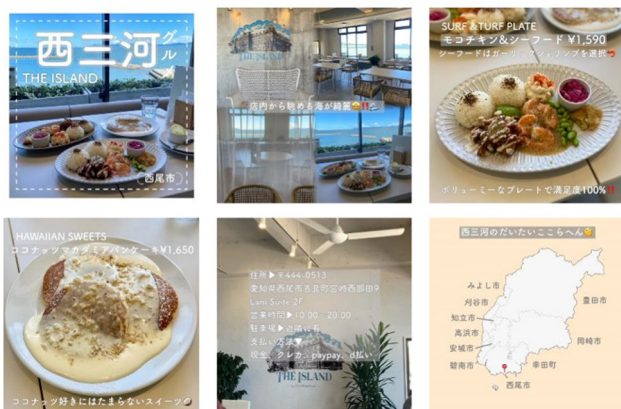 西三河グル
THE ISLAND
西尾市
THE ISLAND
店内から眺める海が綺麗
SURF & TURF PLATE
モコチキン&シーフード ¥1,590
シーフードはガーリックシュリンプを選択
ボリューミーなプレートで満足度100%‼
HAWAIIAN SWEETS
ココナッツマカダミアパンケーキ¥1,650
ココナッツ好きにはたまらないスイーツ
住所▶〒444-0513
愛知県西尾市吉良町宮崎西御田9
Lani Suite 2F
営業時間▶10:00〜20:00
駐車場▶近隣に有
支払い方法▼
現金、クレカ、paypay、d払い
THE ISLAND
西三河のだいたいここらへん
みよし市
刈谷市
知立市
高浜市
安城市
碧南市
豊田市
岡崎市
幸田町
西尾市